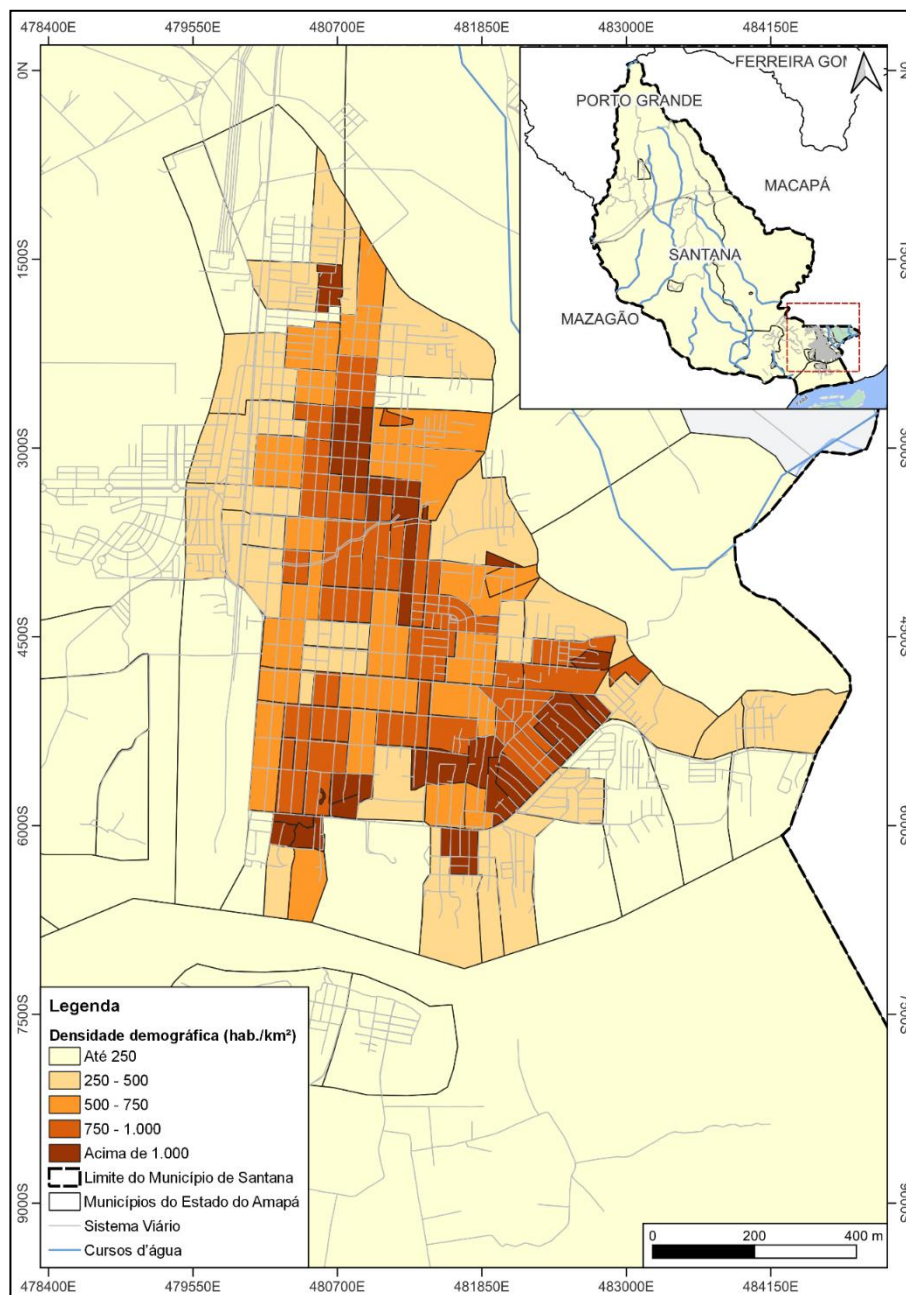 478400E 479550E 480700E 481850E 483000E 484150E
0N
1500S
3000S
4500S
6000S
7500S
9000S
FERREIRA GOM
PORTO GRANDE
MACAPÁ
SANTANA
MAZAGÃO
0N
Legenda
Densidade demográfica (hab./km²)
Até 250
250 - 500
500 - 750
750 - 1.000
Acima de 1.000
Limite do Município de Santana
Municípios do Estado do Amapá
Sistema Viário
Cursos d'água
0 200 400 m
478400E 479550E 480700E 481850E 483000E 484150E